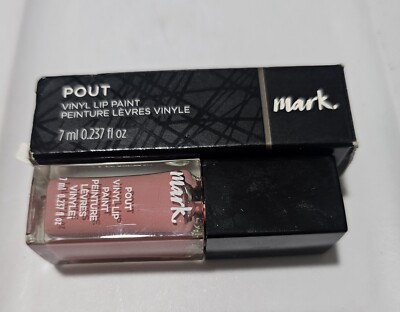 POUT
VINYL LIP PAINT
PEINTURE LÈVRES VINYLE
7 ml 0.237 fl oz
mark.
mark.
POUT
VINYL LIP
PAINT
PEINTURE
LÈVRES
VINYLE
7 ml 0.237 fl oz